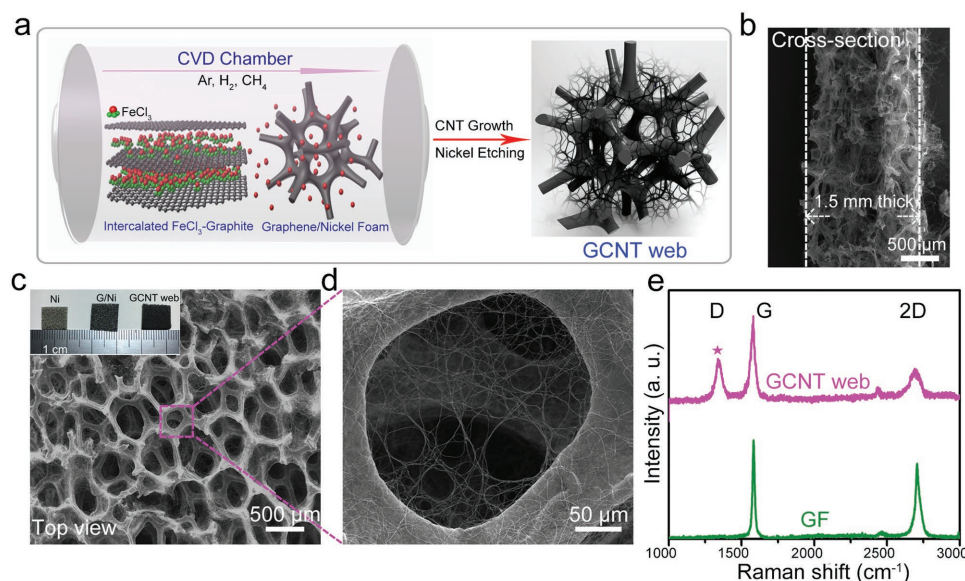 a
CVD Chamber
Ar, H₂, CH₄
FeCl₃
Intercalated FeCl₃-Graphite
Graphene/Nickel Foam
CNT Growth
Nickel Etching
GCNT web
b
Cross-section
1.5 mm thick
500 μm
c
Ni
G/Ni
GCNT web
1 cm
Top view
500 μm
d
50 μm
e
D
G
2D
GCNT web
GF
Intensity (a. u.)
1000
1500
2000
2500
3000
Raman shift (cm⁻¹)